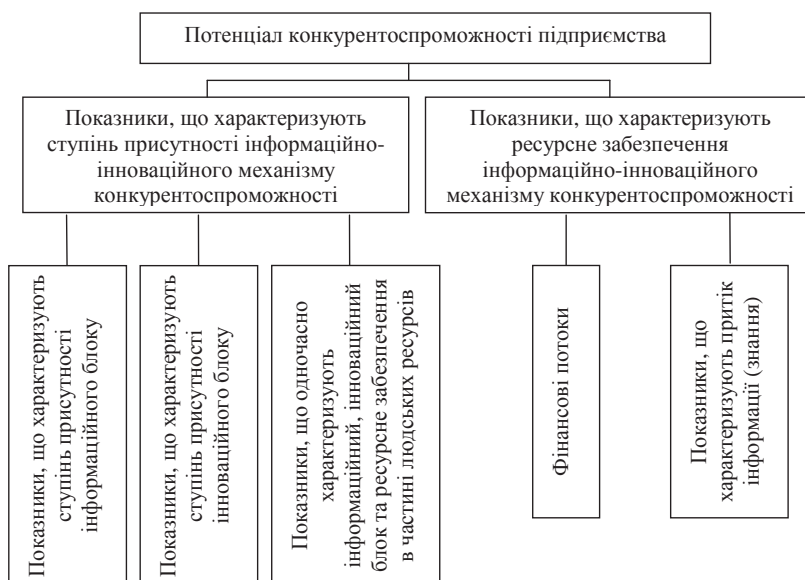 Потенціал конкурентоспроможності підприємства
Показники, що характеризують
ступінь присутності інформаційно-
інноваційного механізму
конкурентоспроможності
Показники, що характеризують
ресурсне забезпечення
інформаційно-інноваційного
механізму конкурентоспроможності
Показники, що характеризують
ступінь присутності
інформаційного блоку
Показники, що характеризують
ступінь присутності
інноваційного блоку
Показники, що одночасно
характеризують
інформаційний, інноваційний
блок та ресурсне забезпечення
в частині людських ресурсів
Фінансові потоки
Показники, що
характеризують притік
інформації (знання)